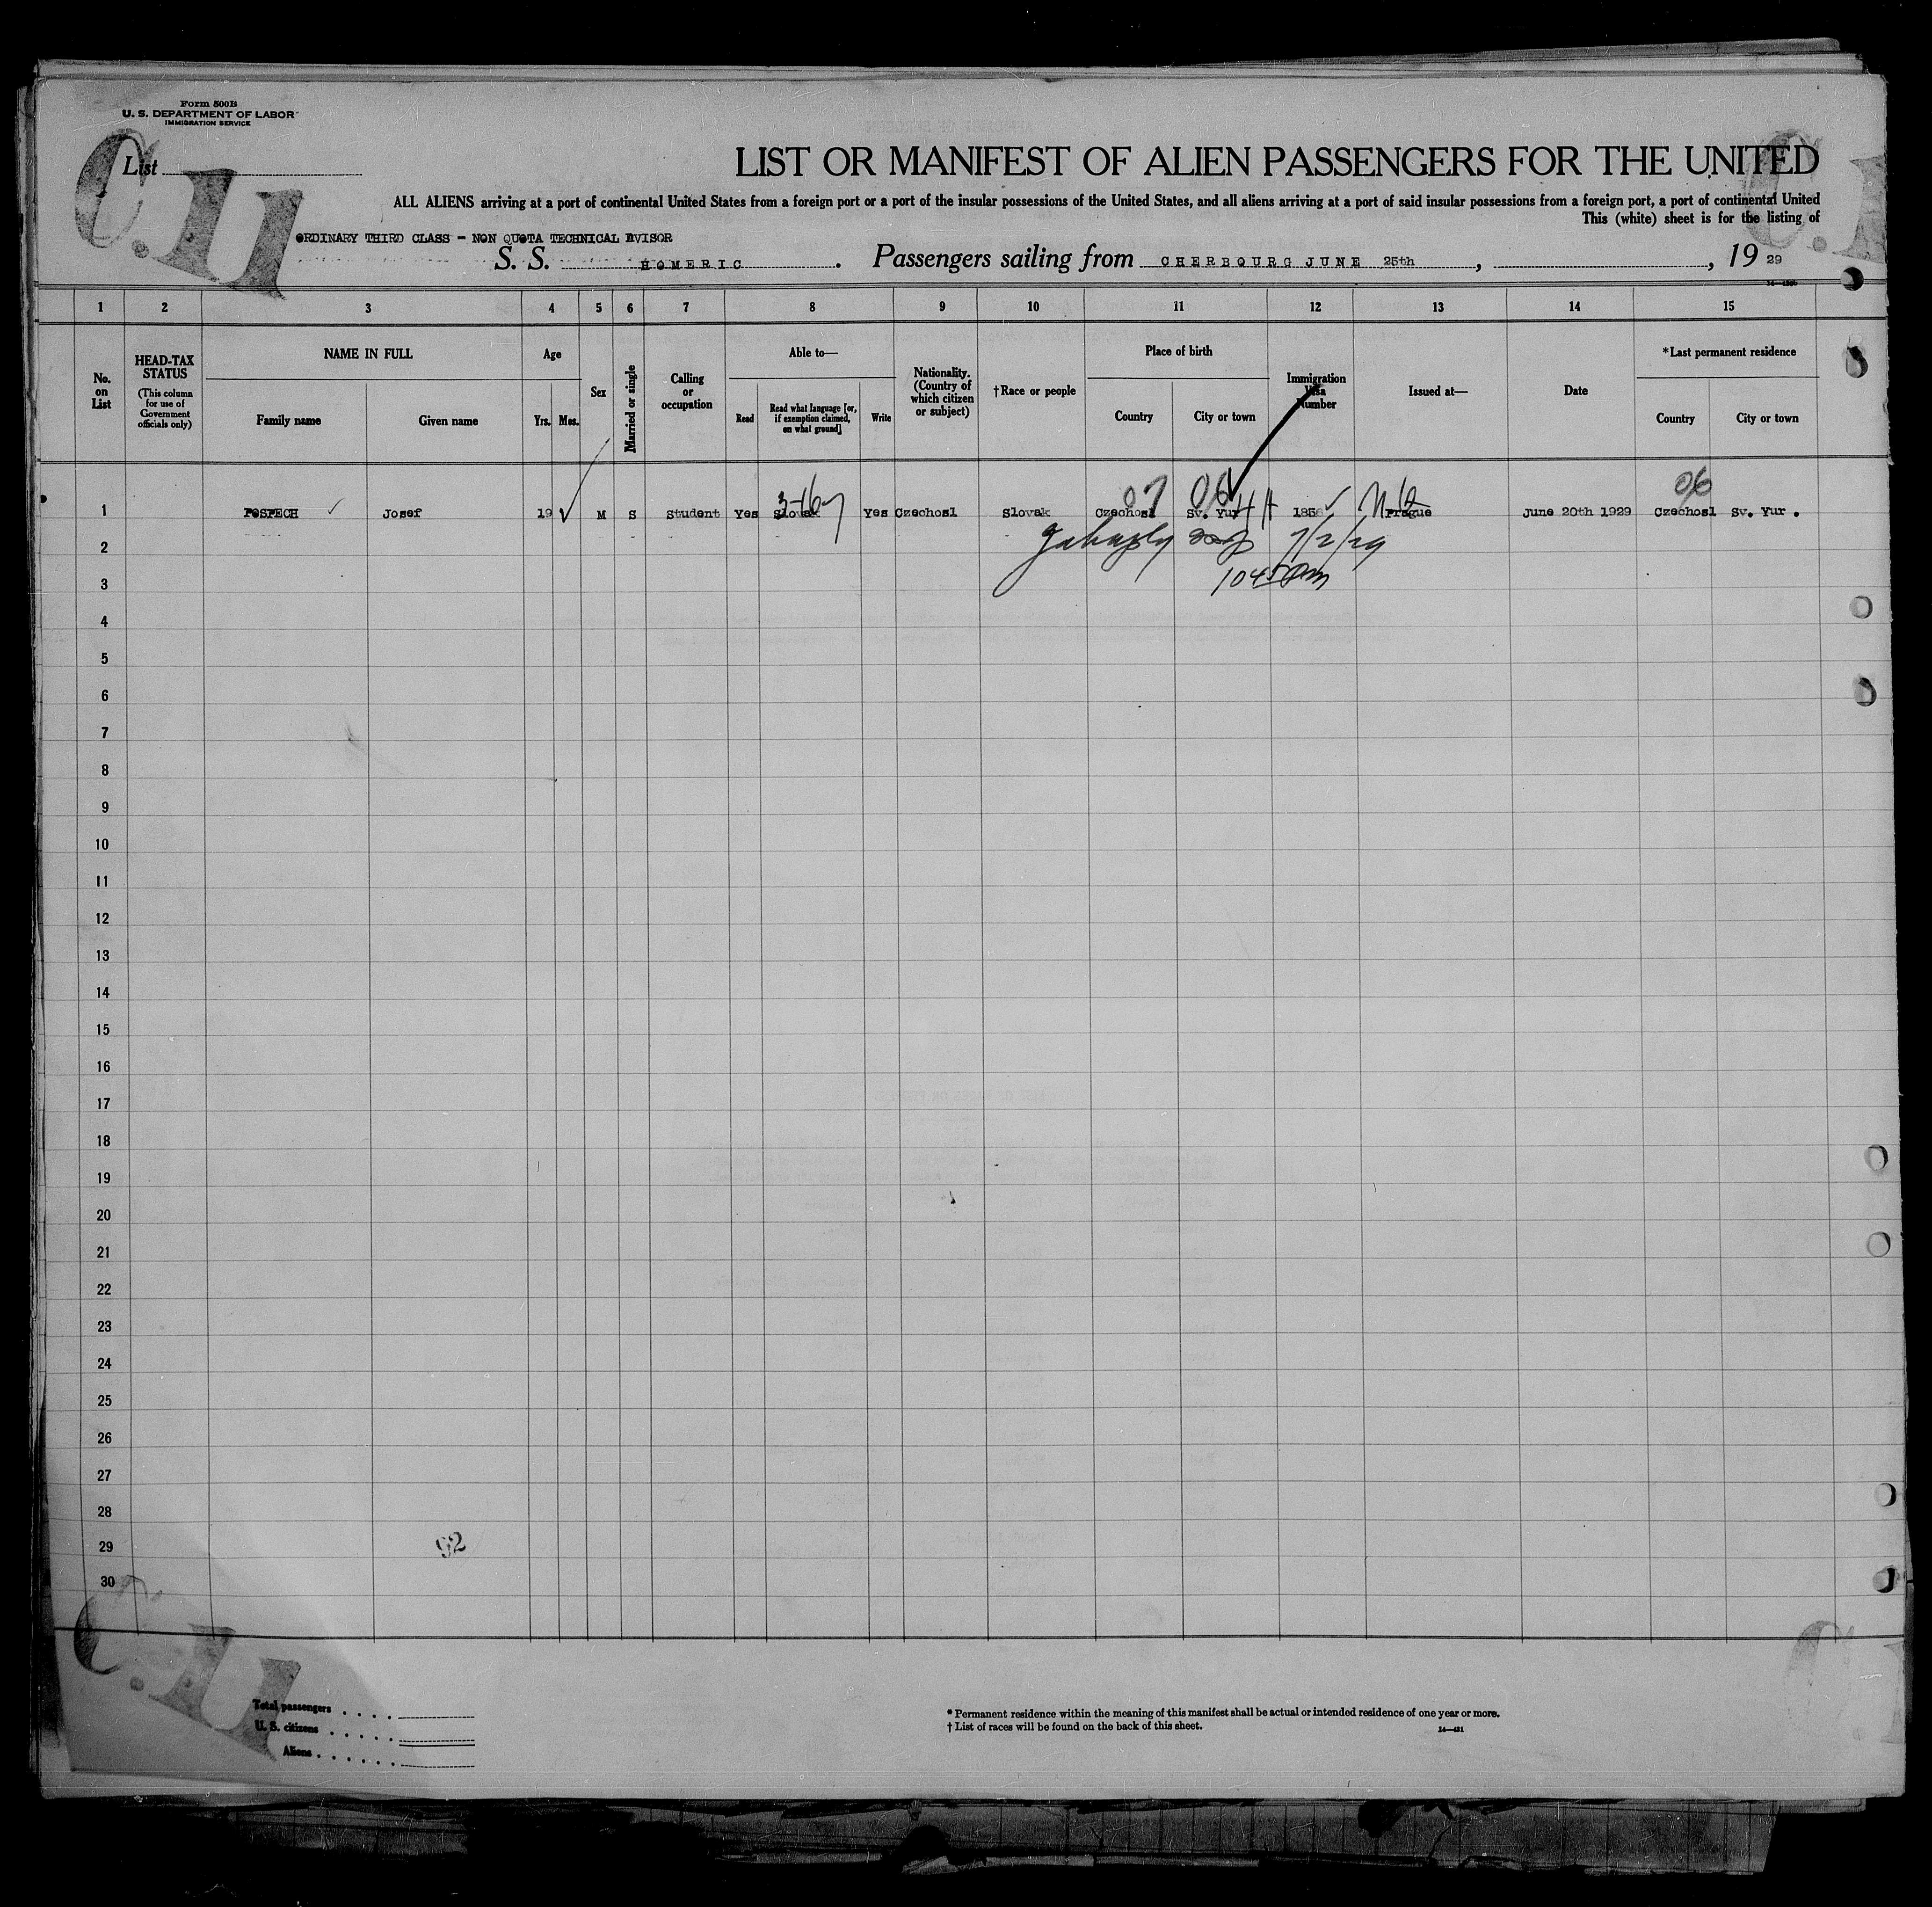 Form 500B
U. S. DEPARTMENT OF LABOR
IMMIGRATION SERVICE
C.II
List
LIST OR MANIFEST OF ALIEN PASSENGERS FOR THE UNITED
ALL ALIENS arriving at a port of continental United States from a foreign port or a port of the insular possessions of the United States, and all aliens arriving at a port of said insular possessions from a foreign port, a port of continental United
This (white) sheet is for the listing of
ORDINARY THIRD CLASS - NON QUOTA TECHNICAL
S. S. HOMERIC. Passengers sailing from CHERBOURG JUNE 25th, , 19 29
1 2 3 4 5 6 7 8 9 10 11 12 13 14 15
No. on List
HEAD-TAX STATUS (This column for use of Government officials only)
NAME IN FULL
Family name Given name
Age
Yrs. Mos.
Sex
Married or single
Calling or occupation
Able to—
Read Read what language [or, if exemption claimed, on what ground] Write
Nationality. (Country of which citizen or subject)
†Race or people
Place of birth
Country City or town
Immigration Visa Number
Issued at—
Date
*Last permanent residence
Country City or town
07 06 06
1 POSPECH Josef 19 M S Student Yes Slovak Yes Czechosl Slovak Czechosl Sv. Yur 1856 Prague June 20th 1929 Czechosl Sv. Yur .
2 7/2/29
3
4
5
6
7
8
9
10
11
12
13
14
15
16
17
18
19
20
21
22
23
24
25
26
27
28
29
30
92
C.II
Total passengers
U. S. citizens
Aliens
* Permanent residence within the meaning of this manifest shall be actual or intended residence of one year or more.
† List of races will be found on the back of this sheet.
14—431